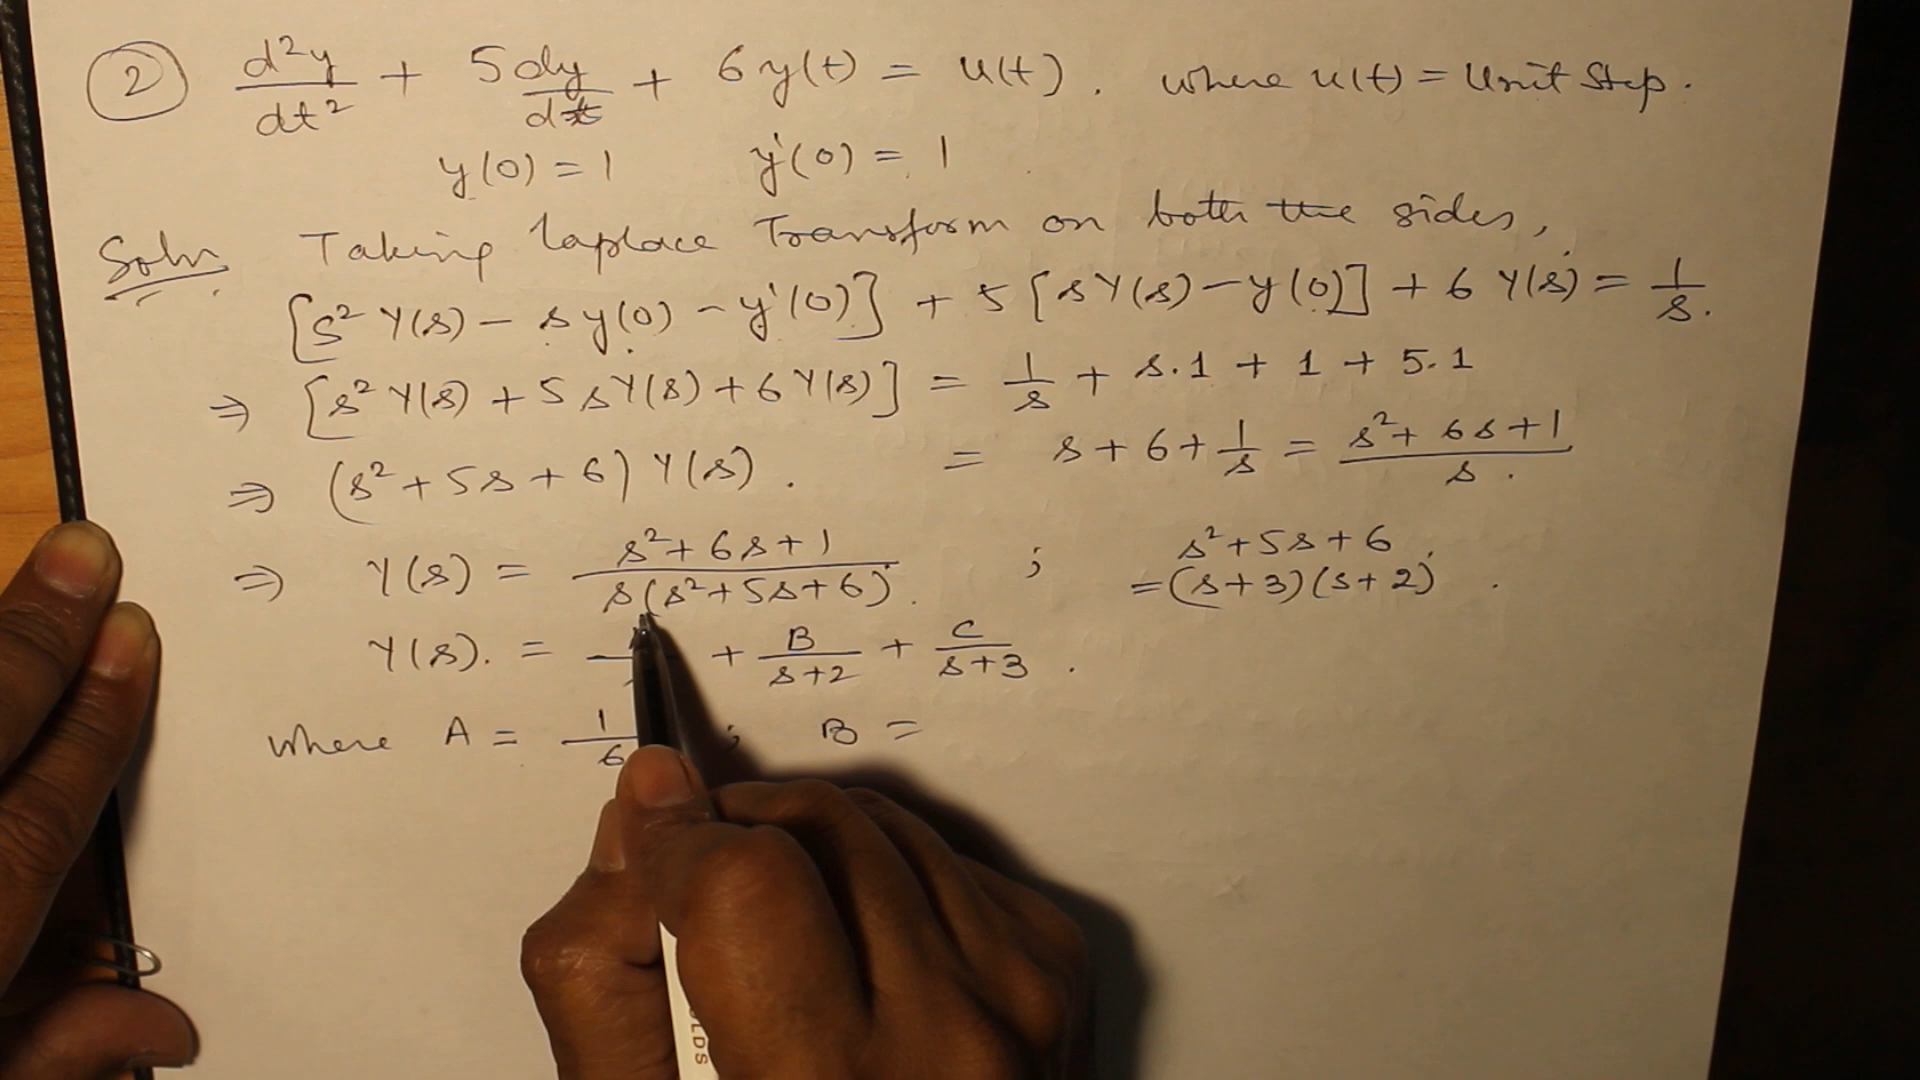 2 d²y/dt² + 5 dy/dt + 6y(t) = u(t). where u(t) = Unit Step.
y(0) = 1 y'(0) = 1
Soln Taking Laplace Transform on both the sides,
[s² Y(s) - s y(0) - y'(0)] + 5 [s Y(s) - y(0)] + 6 Y(s) = 1/s.
⇒ [s² Y(s) + 5 s Y(s) + 6 Y(s)] = 1/s + s.1 + 1 + 5.1
⇒ (s² + 5s + 6) Y(s). = s + 6 + 1/s = s² + 6s + 1 / s.
⇒ Y(s) = s² + 6s + 1 / s(s² + 5s + 6). ; s² + 5s + 6
= (s + 3)(s + 2).
Y(s). = + B/s+2 + C/s+3.
where A = 1/6 ; B =
LDS